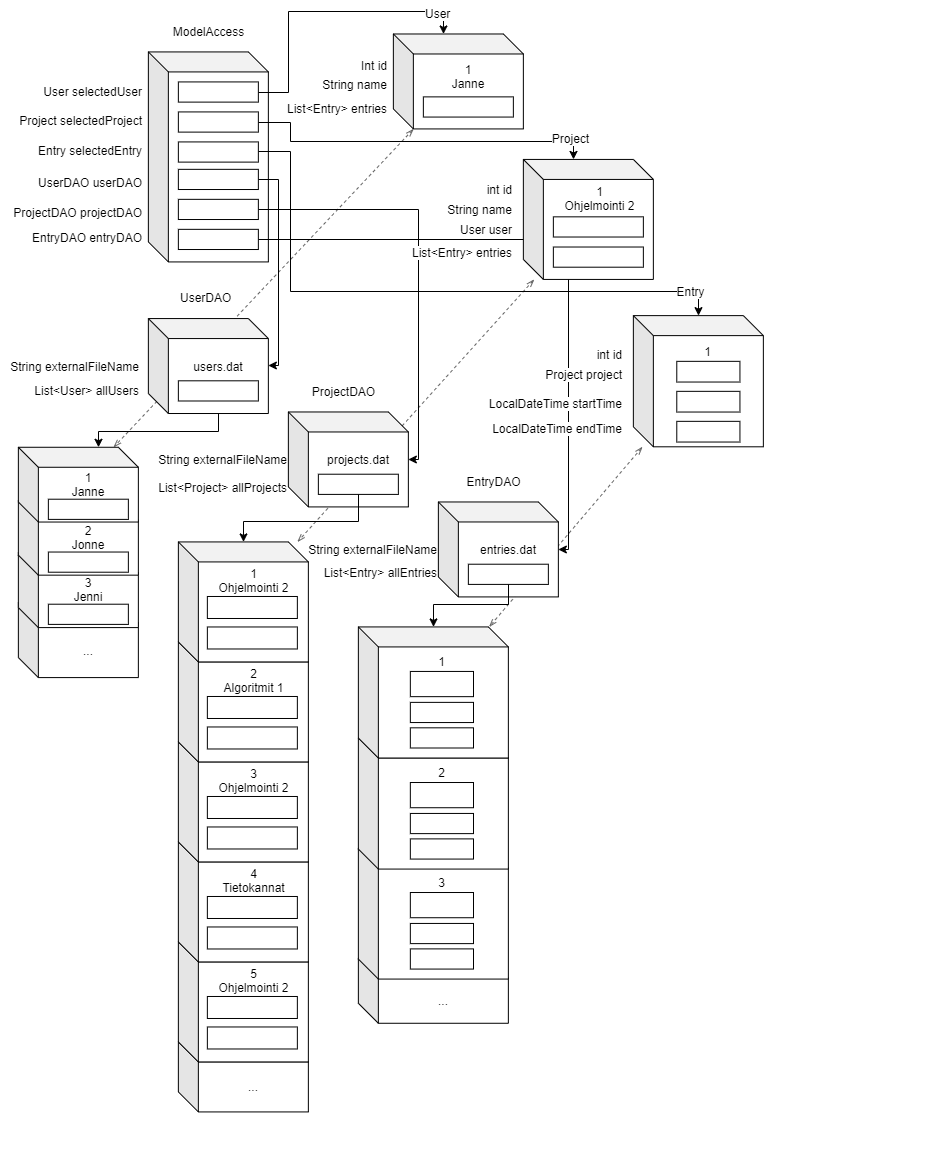 User
ModelAccess
Int id
String name
List<Entry> entries
1
Janne
User selectedUser
Project selectedProject
Entry selectedEntry
UserDAO userDAO
ProjectDAO projectDAO
EntryDAO entryDAO
Project
int id
String name
User user
List<Entry> entries
1
Ohjelmointi 2
Entry
int id
Project project
LocalDateTime startTime
LocalDateTime endTime
1
UserDAO
String externalFileName
List<User> allUsers
users.dat
ProjectDAO
String externalFileName
List<Project> allProjects
projects.dat
EntryDAO
String externalFileName
List<Entry> allEntries
entries.dat
1
Janne
2
Jonne
3
Jenni
...
1
Ohjelmointi 2
2
Algoritmit 1
3
Ohjelmointi 2
4
Tietokannat
5
Ohjelmointi 2
...
1
2
3
...